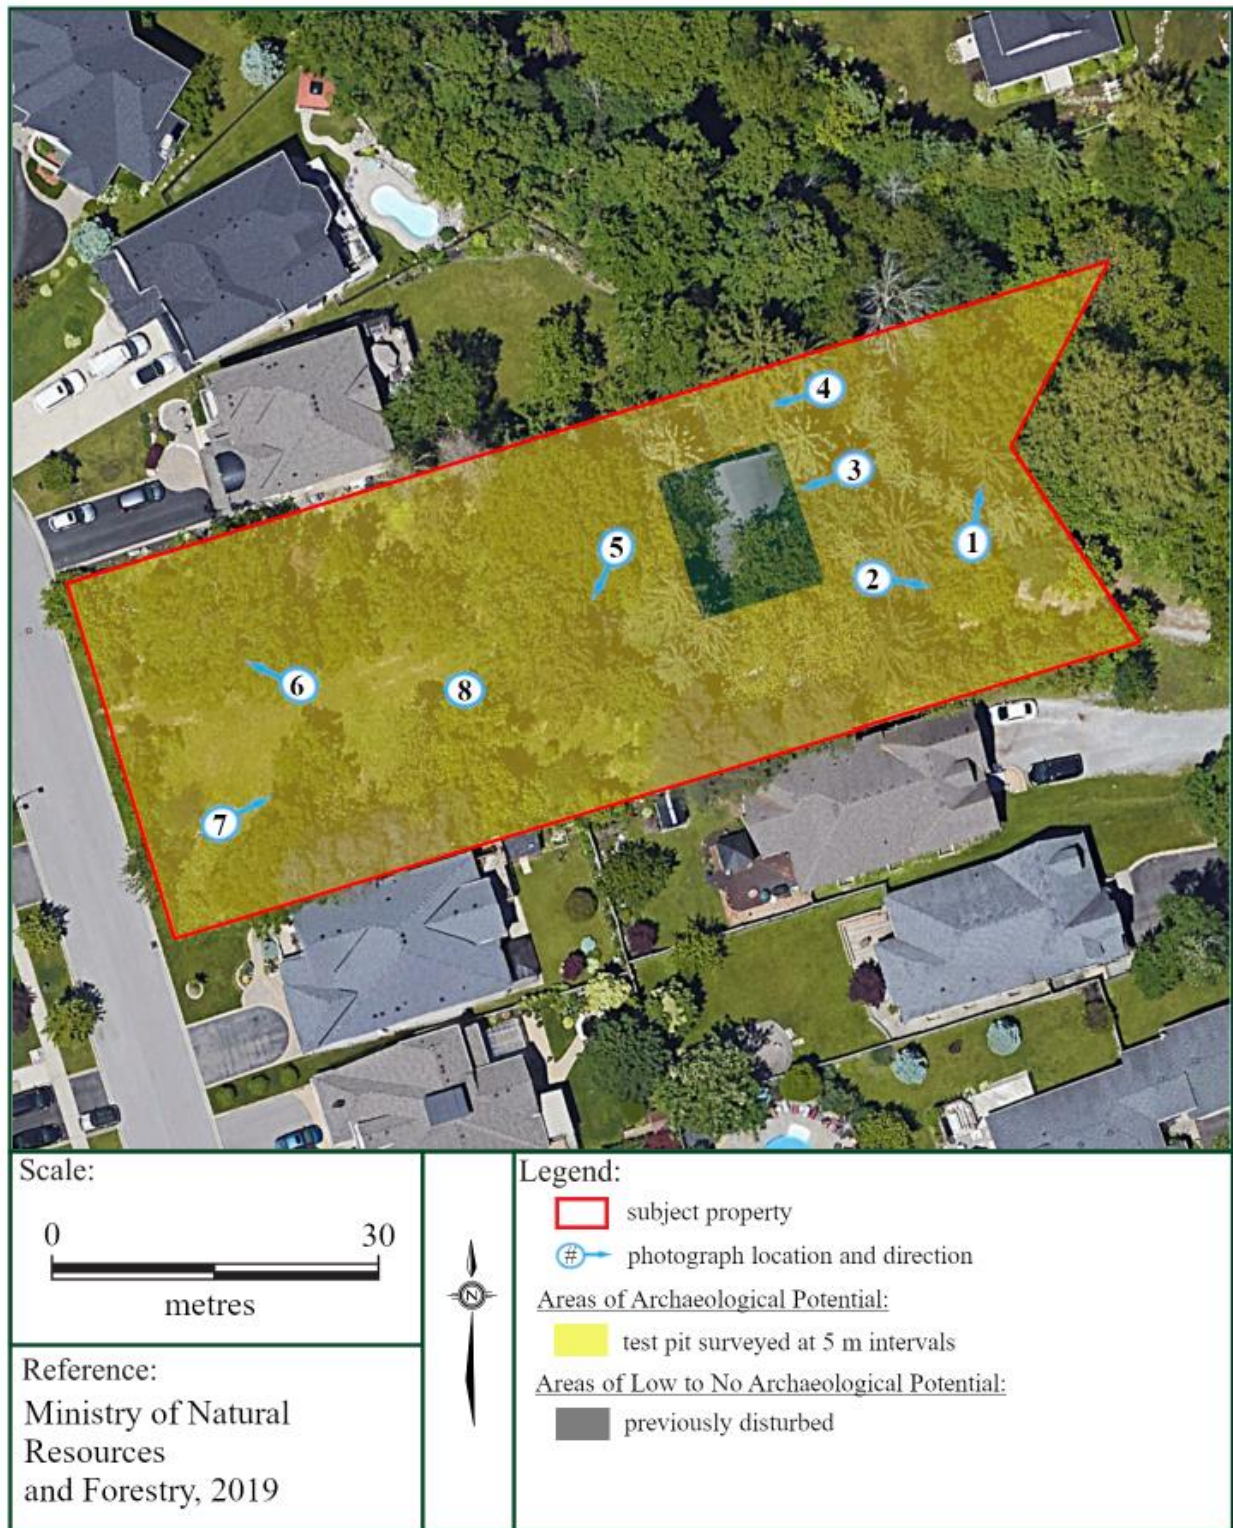 4
3
5
1
2
6
8
7
Scale:
0 30
metres
Reference:
Ministry of Natural
Resources
and Forestry, 2019
N
Legend:
subject property
# photograph location and direction
Areas of Archaeological Potential:
test pit surveyed at 5 m intervals
Areas of Low to No Archaeological Potential:
previously disturbed